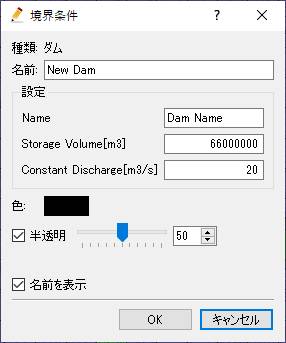 境界条件
種類: ダム
名前: New Dam
設定
Name Dam Name
Storage Volume[m3] 66000000
Constant Discharge[m3/s] 20
色:
半透明 50
名前を表示
OK キャンセル